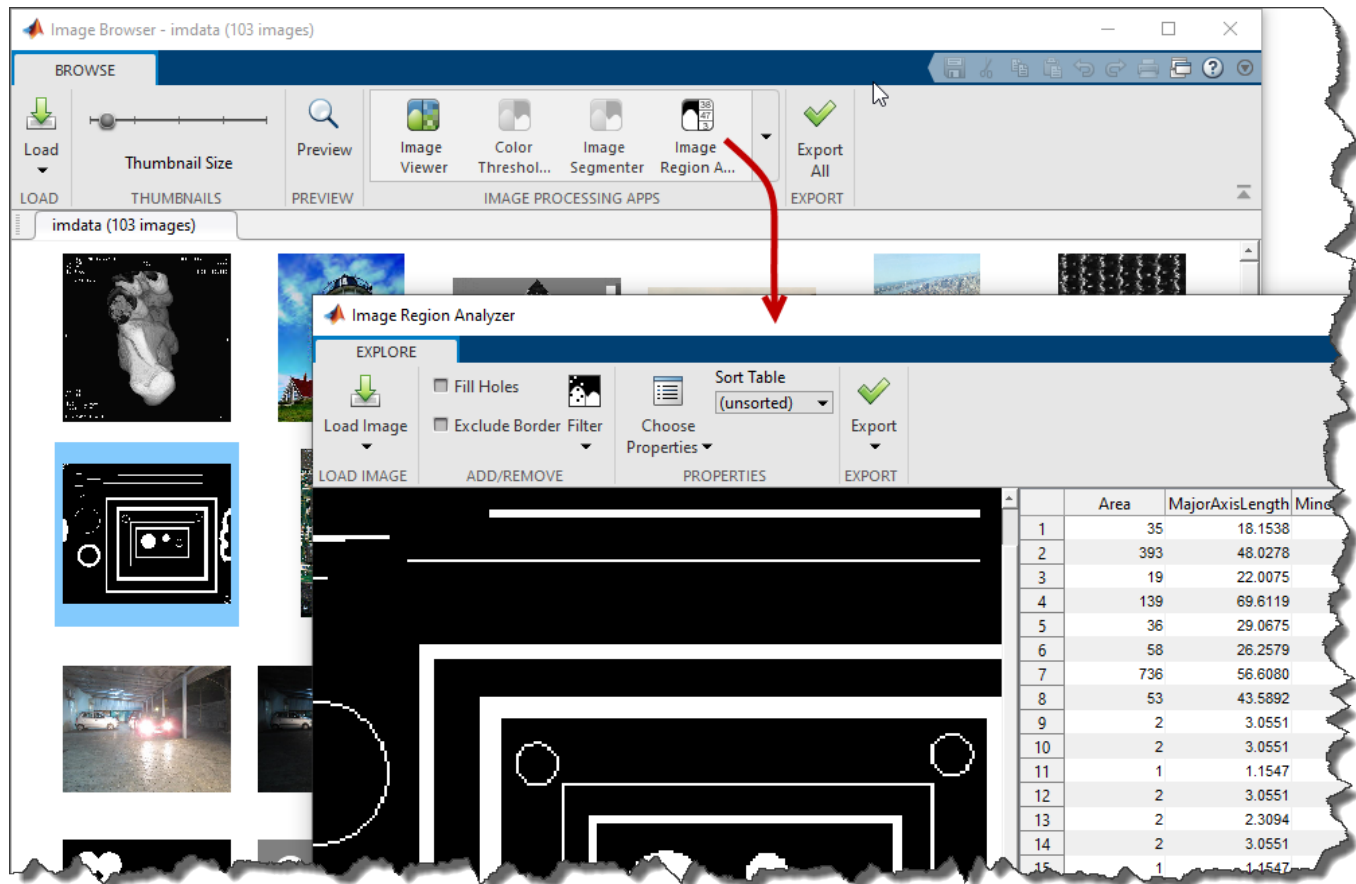 Image Browser - imdata (103 images)
BROWSE
Load
Thumbnail Size
Preview
Image Viewer
Color Threshol...
Image Segmenter
38
47
3
Image Region A...
Export All
LOAD
THUMBNAILS
PREVIEW
IMAGE PROCESSING APPS
EXPORT
imdata (103 images)
Image Region Analyzer
EXPLORE
Load Image
Fill Holes
Exclude Border
Filter
Choose Properties
Sort Table
(unsorted)
Export
LOAD IMAGE
ADD/REMOVE
PROPERTIES
EXPORT
Area MajorAxisLength
1 35 18.1538
2 393 48.0278
3 19 22.0075
4 139 69.6119
5 36 29.0675
6 58 26.2579
7 736 56.6080
8 53 43.5892
9 2 3.0551
10 2 3.0551
11 1 1.1547
12 2 3.0551
13 2 2.3094
14 2 3.0551
15 1 1.1547